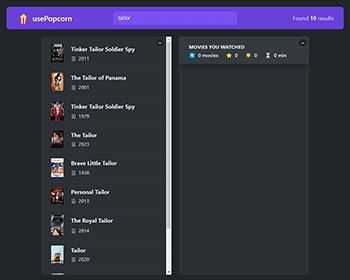 usePopcorn
tailor
Found 10 results
Tinker Tailor Soldier Spy
2011
The Tailor of Panama
2001
Tinker Tailor Soldier Spy
1979
The Tailor
2023
Brave Little Tailor
1938
Personal Tailor
2013
The Royal Tailor
2014
Tailor
2020
MOVIES YOU WATCHED
0 movies 0 0 0 min